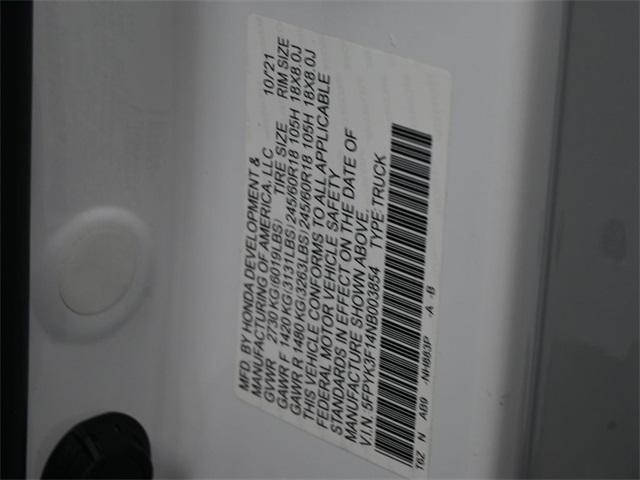 MFD. BY HONDA DEVELOPMENT &
MANUFACTURING OF AMERICA, LLC 10/21
GVWR 2730 KG(6019LBS) TIRE SIZE RIM SIZE
GAWR F 1420 KG(3131LBS) 245/60R18 105H 18X8.0J
GAWR R 1480 KG(3263LBS) 245/60R18 105H 18X8.0J
THIS VEHICLE CONFORMS TO ALL APPLICABLE
FEDERAL MOTOR VEHICLE SAFETY
STANDARDS IN EFFECT ON THE DATE OF
MANUFACTURE SHOWN ABOVE.
V.I.N. 5FPYK3F14NB003854 TYPE:TRUCK
T6Z N AB9 -NH883P -A -B